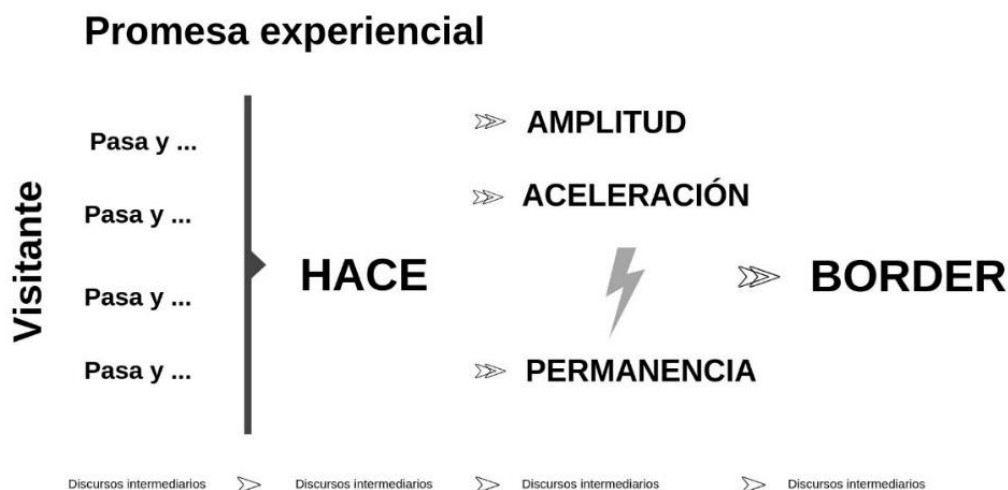 Promesa experiencial
Visitante
Pasa y ...
Pasa y ...
Pasa y ...
Pasa y ...
HACE
AMPLITUD
ACELERACIÓN
PERMANENCIA
BORDER
Discursos intermediarios
Discursos intermediarios
Discursos intermediarios
Discursos intermediarios